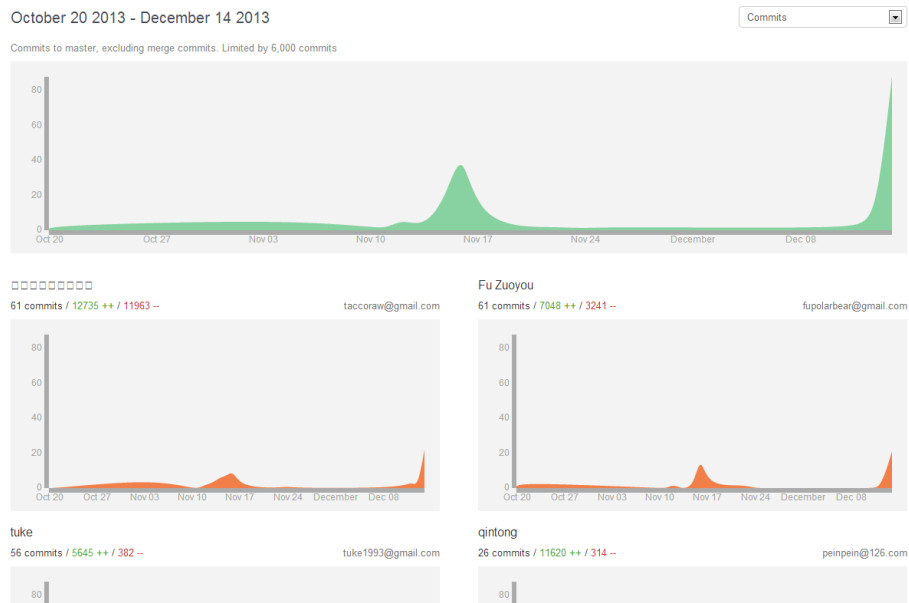 October 20 2013 - December 14 2013
Commits
Commits to master, excluding merge commits. Limited by 6,000 commits
80
60
40
20
0
Oct 20 Oct 27 Nov 03 Nov 10 Nov 17 Nov 24 December Dec 08
61 commits / 12735 ++ / 11963 -- taccoraw@gmail.com
80
60
40
20
0
Oct 20 Oct 27 Nov 03 Nov 10 Nov 17 Nov 24 December Dec 08
Fu Zuoyou
61 commits / 7048 ++ / 3241 -- fupolarbear@gmail.com
80
60
40
20
0
Oct 20 Oct 27 Nov 03 Nov 10 Nov 17 Nov 24 December Dec 08
tuke
56 commits / 5645 ++ / 382 -- tuke1993@gmail.com
80
qintong
26 commits / 11620 ++ / 314 -- peinpein@126.com
80